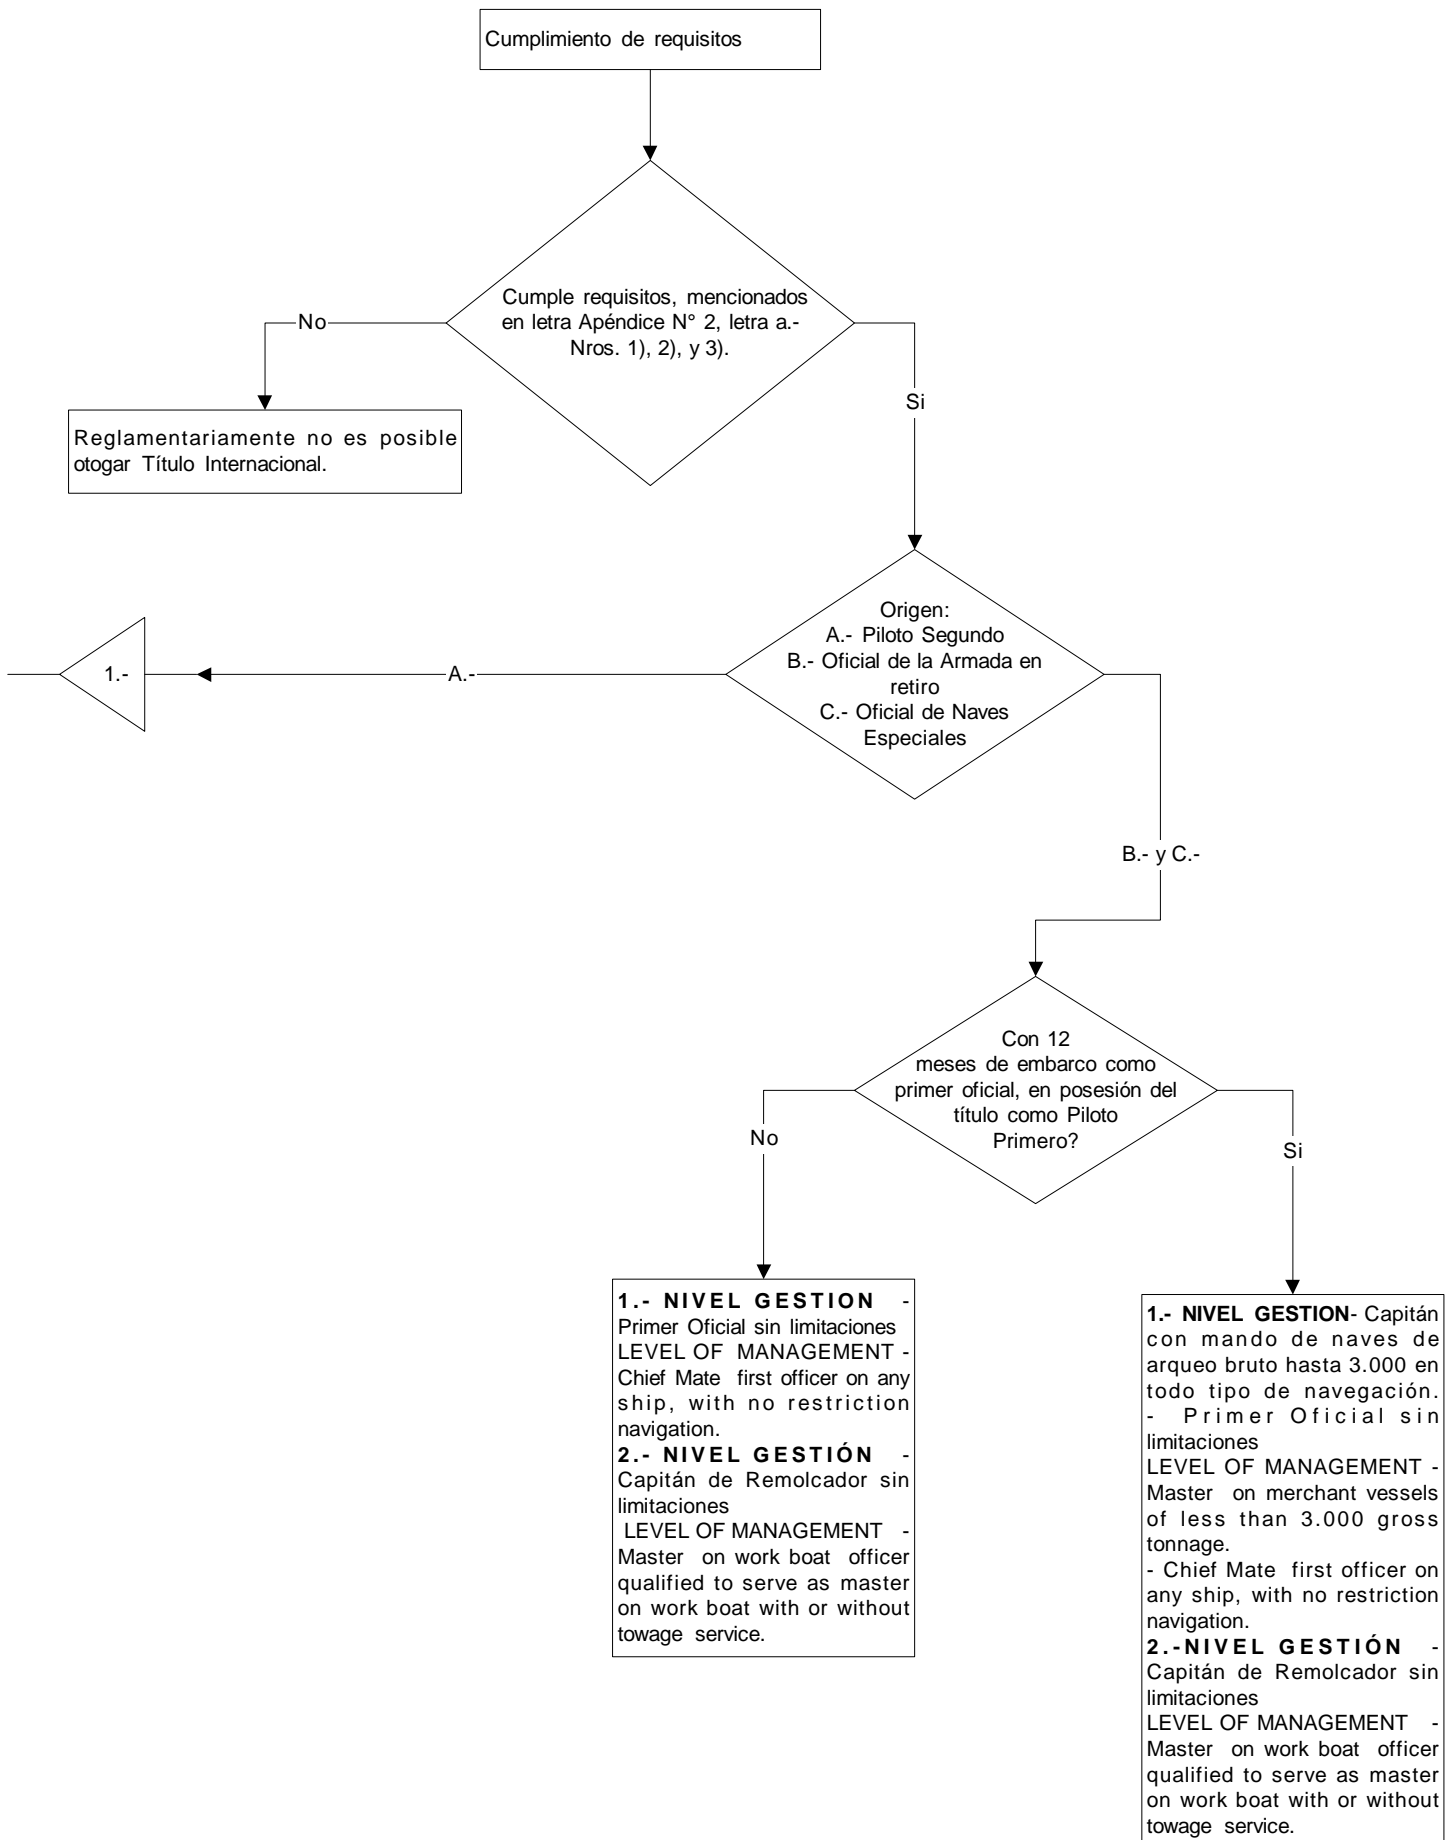 Cumplimiento de requisitos
Cumple requisitos, mencionados
en letra Apéndice N° 2, letra a.-
Nros. 1), 2), y 3).
No
Si
Reglamentariamente no es posible
otogar Título Internacional.
Origen:
A.- Piloto Segundo
B.- Oficial de la Armada en
retiro
C.- Oficial de Naves
Especiales
1.-
A.-
B.- y C.-
Con 12
meses de embarco como
primer oficial, en posesión del
título como Piloto
Primero?
No
Si
1.- NIVEL GESTION -
Primer Oficial sin limitaciones
LEVEL OF MANAGEMENT -
Chief Mate first officer on any
ship, with no restriction
navigation.
2.- NIVEL GESTIÓN -
Capitán de Remolcador sin
limitaciones
LEVEL OF MANAGEMENT -
Master on work boat officer
qualified to serve as master
on work boat with or without
towage service.
1.- NIVEL GESTION- Capitán
con mando de naves de
arqueo bruto hasta 3.000 en
todo tipo de navegación.
- Primer Oficial sin
limitaciones
LEVEL OF MANAGEMENT -
Master on merchant vessels
of less than 3.000 gross
tonnage.
- Chief Mate first officer on
any ship, with no restriction
navigation.
2.-NIVEL GESTIÓN -
Capitán de Remolcador sin
limitaciones
LEVEL OF MANAGEMENT -
Master on work boat officer
qualified to serve as master
on work boat with or without
towage service.